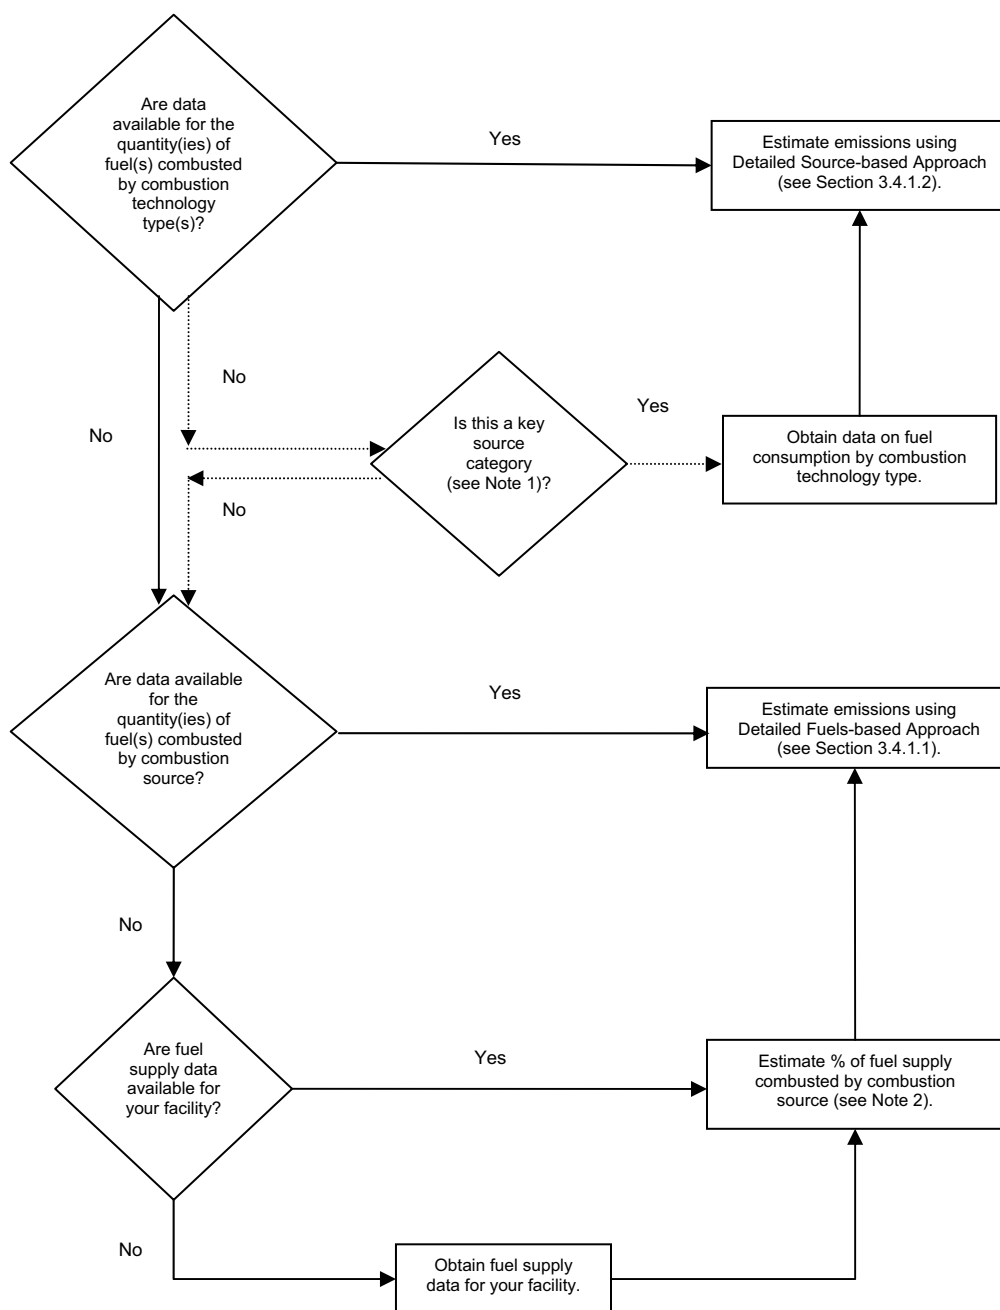 Are data
available for the
quantity(ies) of
fuel(s) combusted
by combustion
technology
type(s)?
Yes
Estimate emissions using
Detailed Source-based Approach
(see Section 3.4.1.2).
No
No
Is this a key
source
category
(see Note 1)?
Yes
Obtain data on fuel
consumption by combustion
technology type.
No
Are data available
for the
quantity(ies) of
fuel(s) combusted
by combustion
source?
Yes
Estimate emissions using
Detailed Fuels-based Approach
(see Section 3.4.1.1).
No
Are fuel
supply data
available for
your facility?
Yes
Estimate % of fuel supply
combusted by combustion
source (see Note 2).
No
Obtain fuel supply
data for your facility.